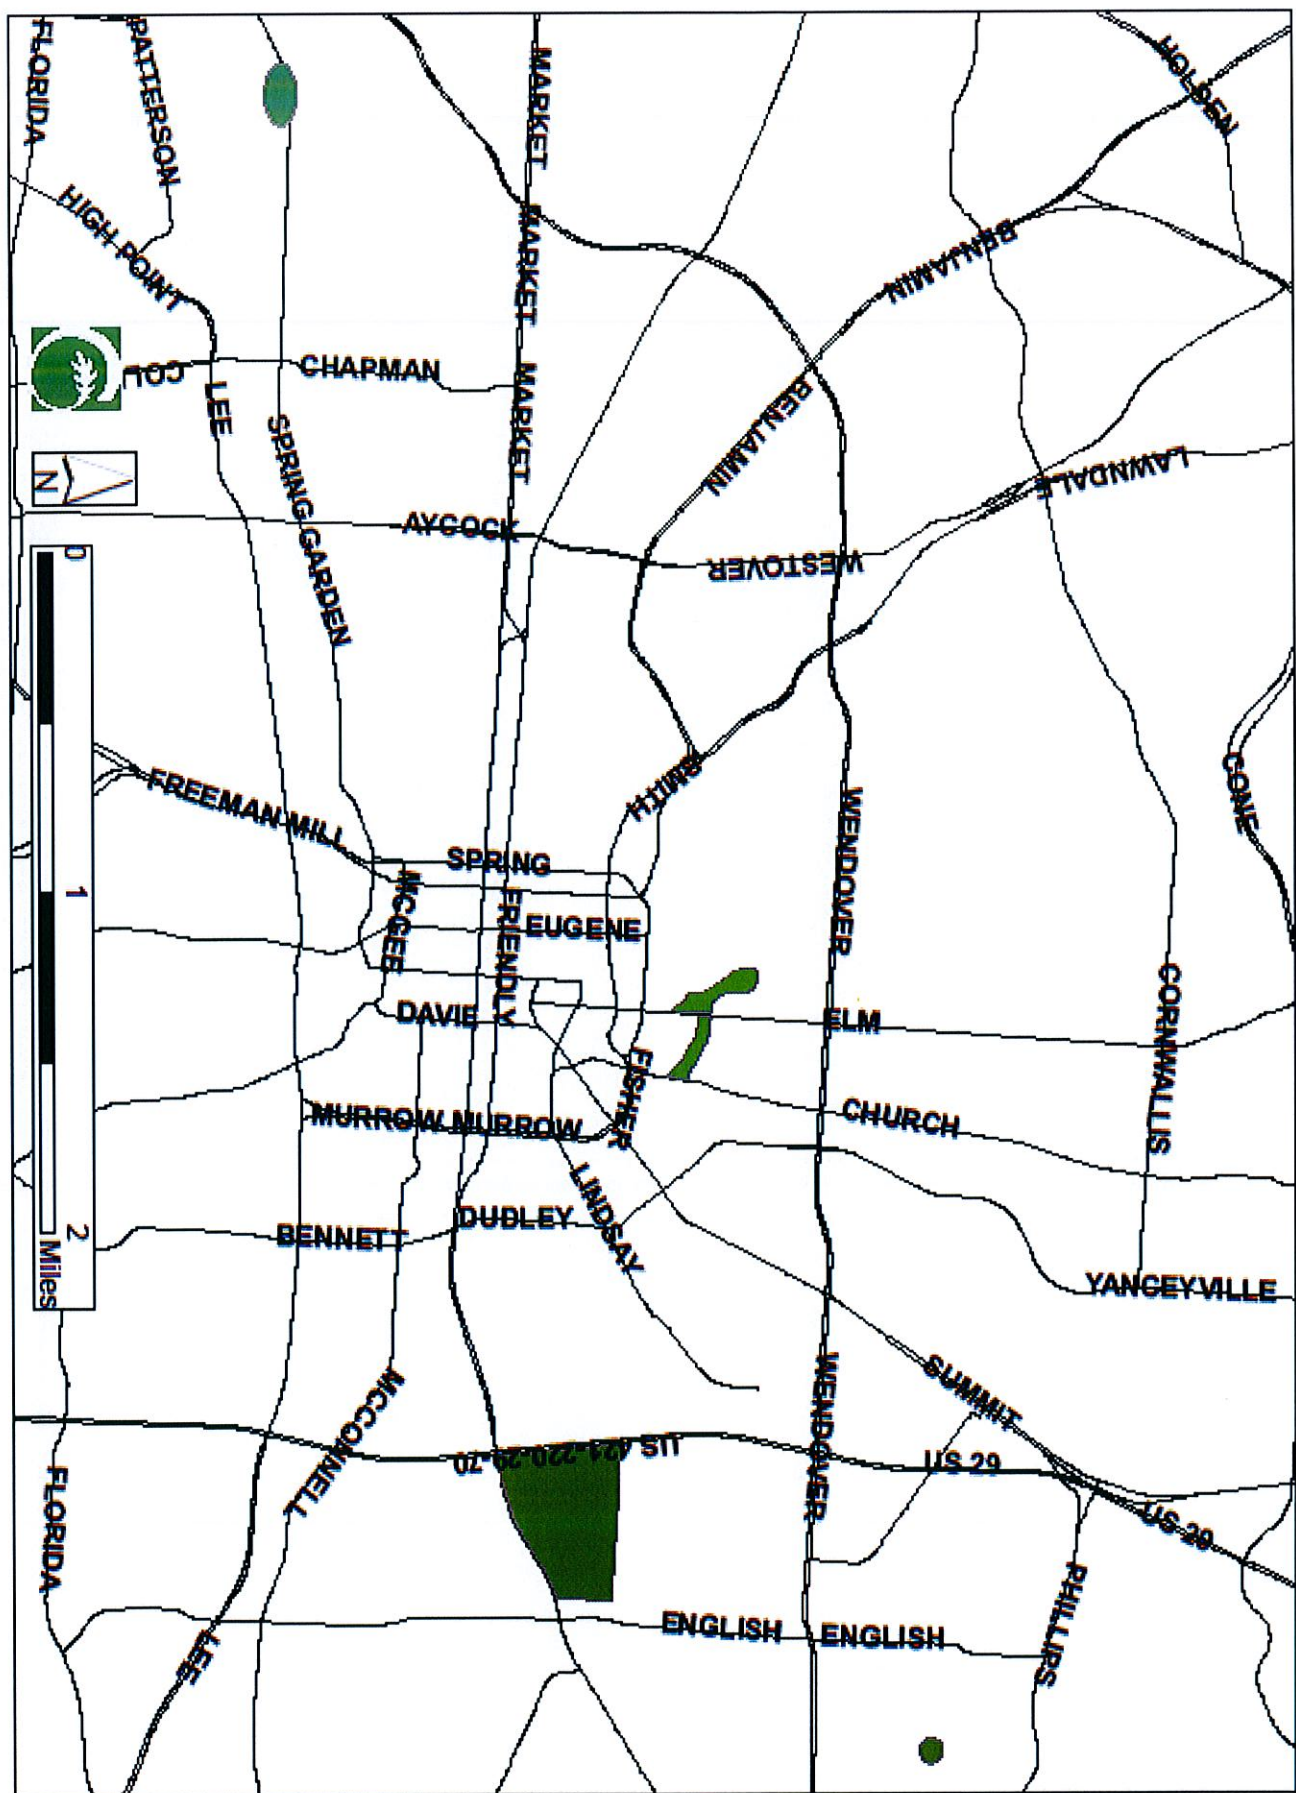 FLORIDA
PATTERSON
MARKET
HOLDEN
HIGH POINT
MARKET
BENJAMIN
COL
CHAPMAN
LEE
MARKET
BENJAMIN
LAWNDALE
SPRING GARDEN
N
AYCOCK
WESTOVER
0
SMITH
CONE
FREEMAN MILL
WENDOVER
SPRING
1
MCGEE
FRIENDLY
EUGENE
CORNWALLIS
DAVIE
ELM
FISHER
MURROW
MURROW
CHURCH
LINDSAY
DUDLEY
BENNETT
2
Miles
YANCEYVILLE
MCCONNELL
WENDOVER
SUMMIT
US 421-220-29-70
US 29
FLORIDA
US 29
PHILLIPS
ENGLISH
ENGLISH
LEE